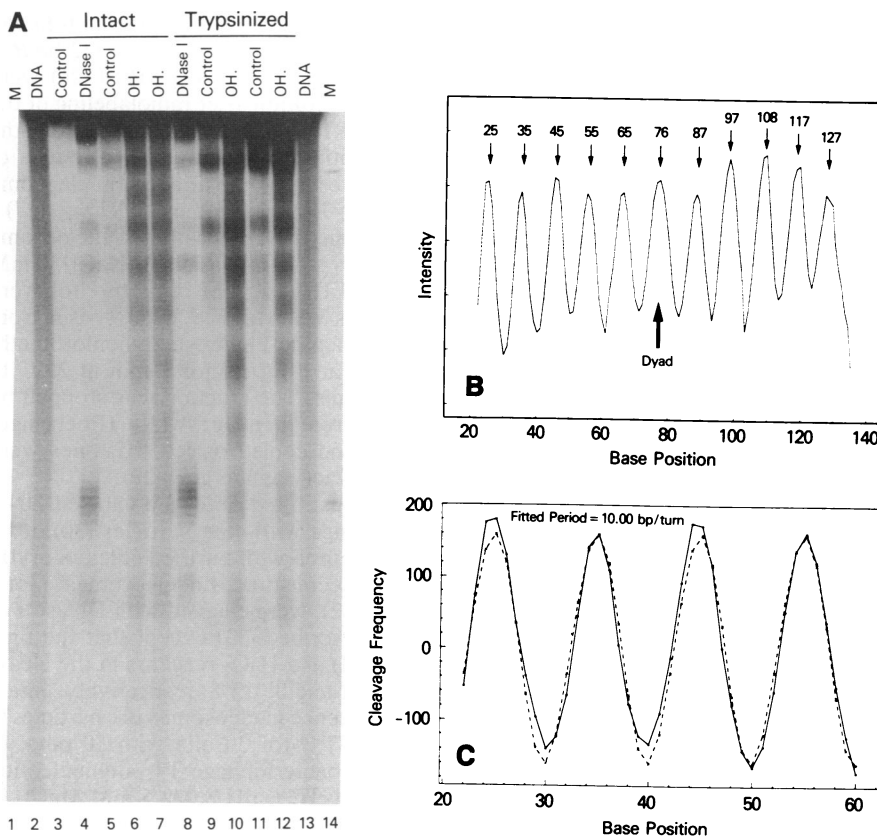 A
Intact Trypsinized
M DNA Control DNase I Control OH. OH. DNase I Control OH. Control OH. DNA M
1 2 3 4 5 6 7 8 9 10 11 12 13 14
25 35 45 55 65 76 87 97 108 117 127
Intensity
Dyad
B
20 40 60 80 100 120 140
Base Position
200
100
0
-100
Cleavage Frequency
Fitted Period = 10.00 bp/turn
C
20 30 40 50 60
Base Position